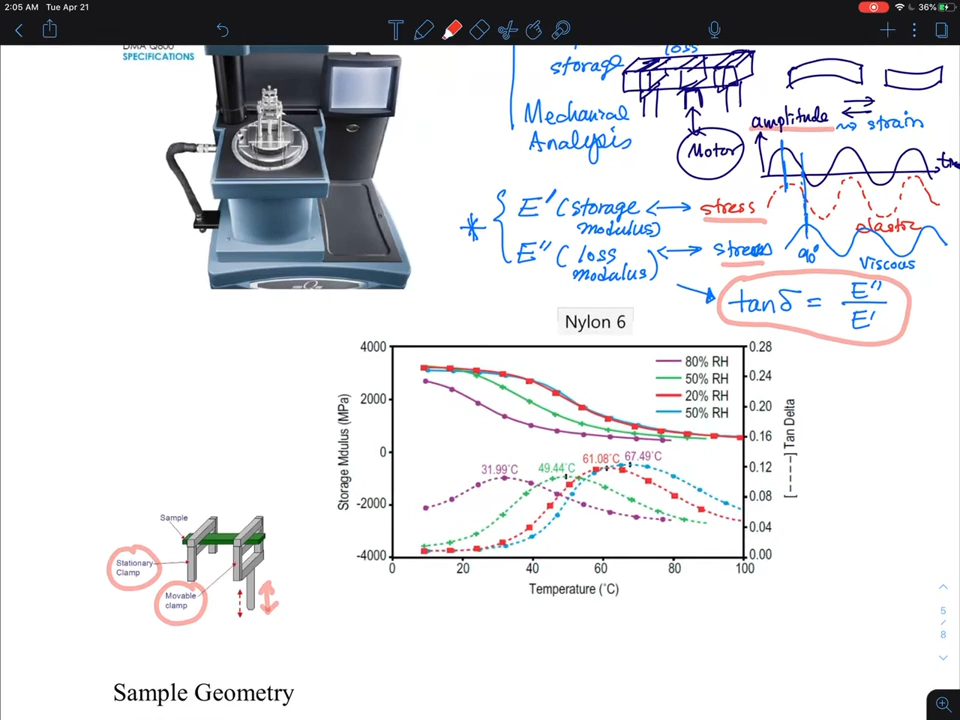 2:05 AM Tue Apr 21
36%
DMA Q800
SPECIFICATIONS
loss
storage
Mechanical
Analysis
Motor
amplitude
strain
E' (storage
modulus)
stress
elastic
E'' (loss
modulus)
90°
Viscous
tan δ = E''
E'
Nylon 6
4000
2000
0
-2000
-4000
Storage Mdulus (MPa)
80% RH
50% RH
20% RH
50% RH
31.99°C
49.44°C
61.08°C
67.49°C
0.28
0.24
0.20
0.16
0.12
0.08
0.04
0.00
[----] Tan Delta
0 20 40 60 80 100
Temperature (°C)
Sample
Stationary
Clamp
Movable
clamp
5
/
8
Sample Geometry